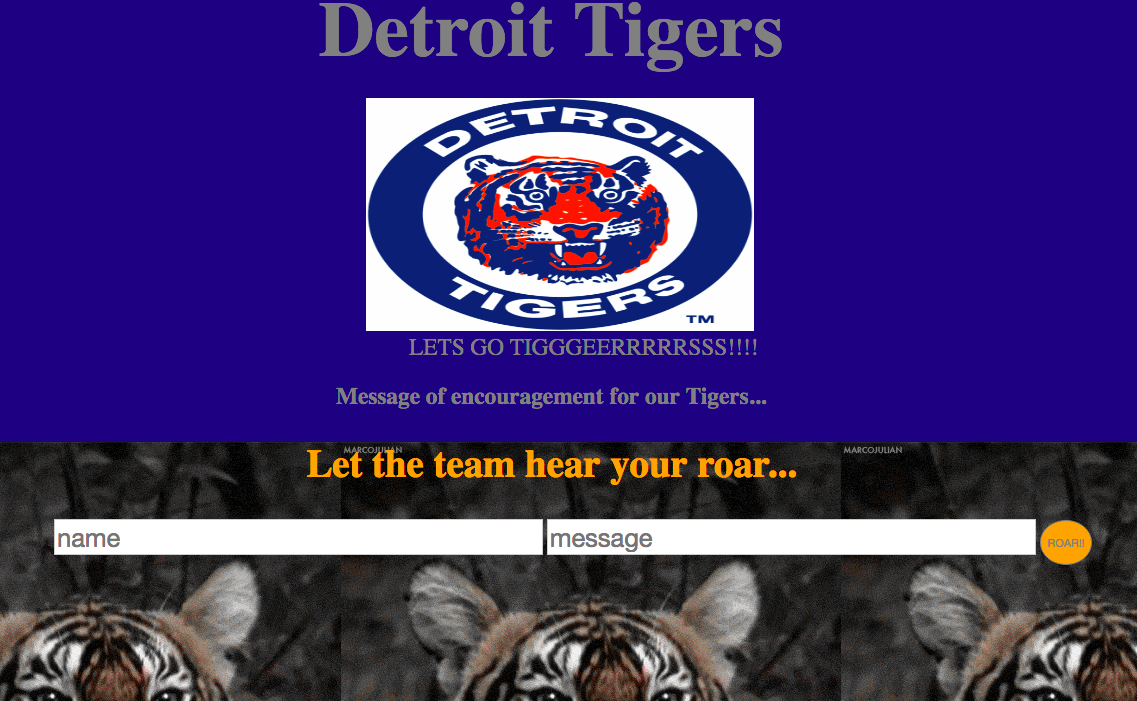 Detroit Tigers
DETROIT
TIGERS
TM
LETS GO TIGGGEERRRRRSSS!!!!
Message of encouragement for our Tigers...
MARCOJULIAN
MARCOJULIAN
Let the team hear your roar...
name
message
ROAR!!